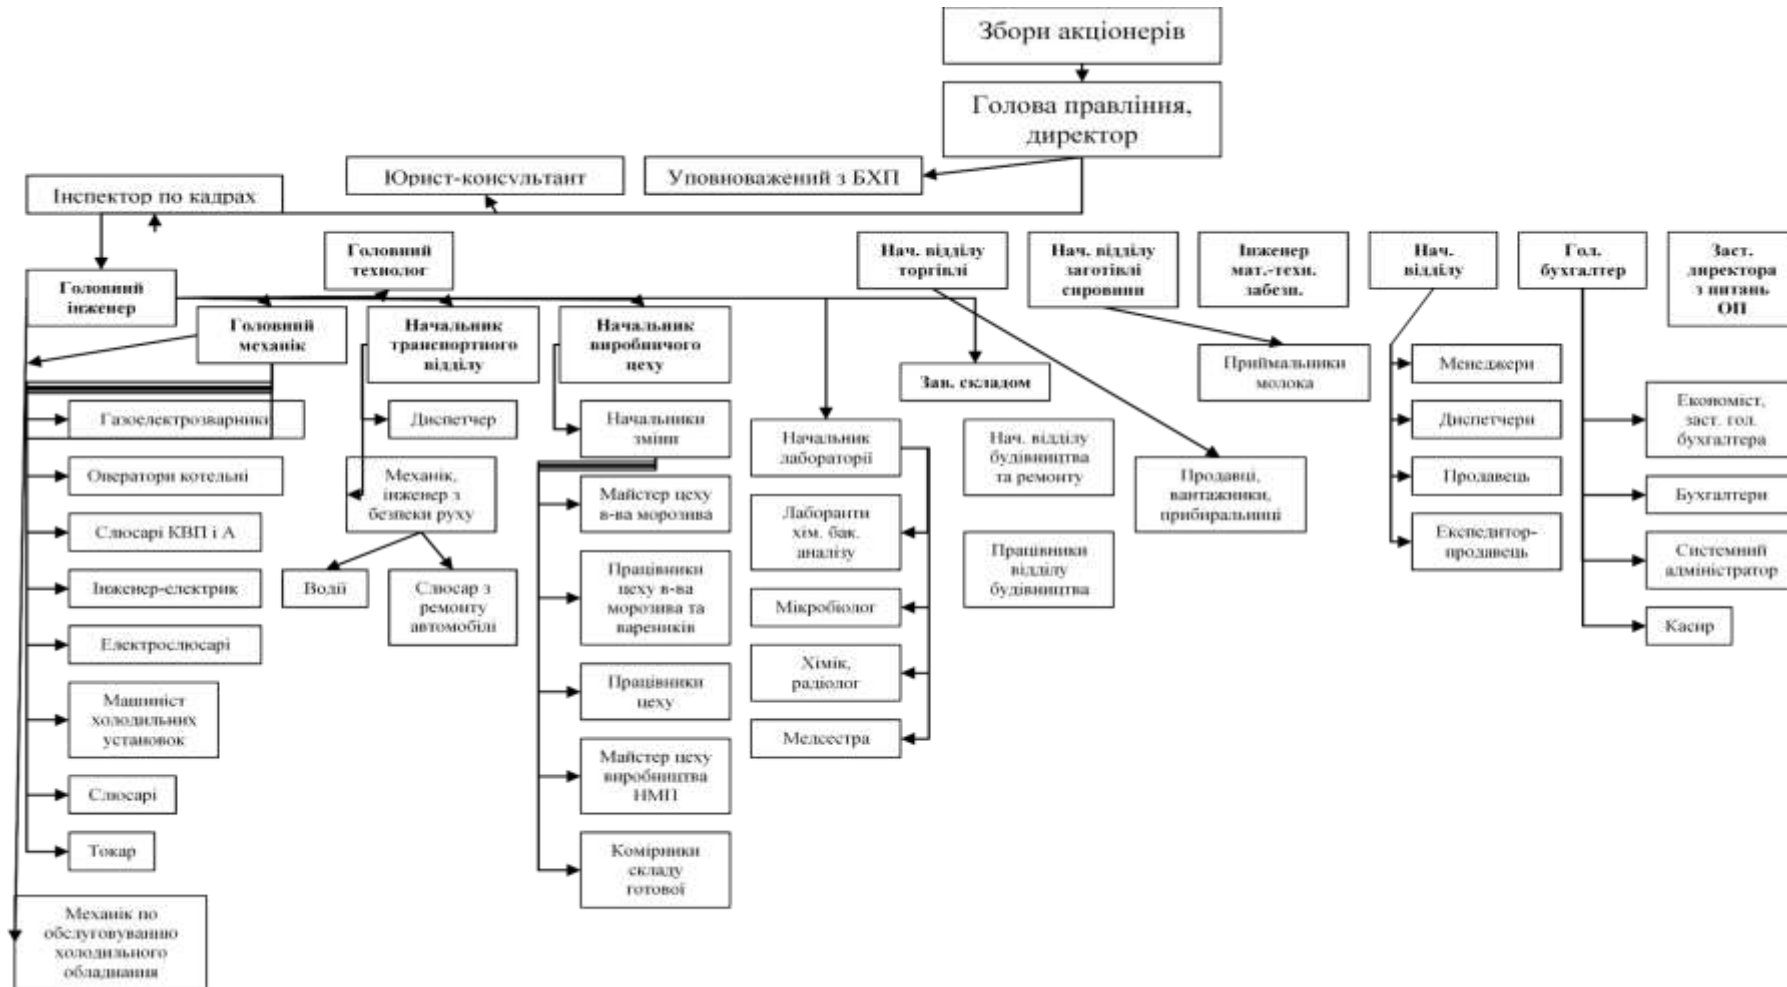 Збори акціонерів
Голова правління,
директор
Інспектор по кадрах
Юрист-консультант
Уповноважений з БХП
Головний
інженер
Головний
технолог
Нач. відділу
торгівлі
Нач. відділу
заготівлі
сировини
Інженер
мат.-техн.
забезп.
Нач.
відділу
Гол.
бухгалтер
Заст.
директора
з питань
ОП
Головний
механік
Начальник
транспортного
відділу
Начальник
виробничого
цеху
Зав. складом
Приймальники
молока
Менеджери
Газоелектрозварники
Диспетчер
Начальники
зміни
Начальник
лабораторії
Нач. відділу
будівництва
та ремонту
Продавці,
вантажники,
прибиральниці
Диспетчери
Економіст,
заст. гол.
бухгалтера
Оператори котельні
Механік,
інженер з
безпеки руху
Майстер цеху
в-ва морозива
Лаборанти
хім. бак.
аналізу
Працівники
відділу
будівництва
Продавець
Бухгалтери
Слюсарі КВП і А
Експедитор-
продавець
Системний
адміністратор
Інженер-електрик
Водії
Слюсар з
ремонту
автомобілі
Працівники
цеху в-ва
морозива та
вареників
Мікробіолог
Касир
Електрослюсарі
Хімік,
радіолог
Машиніст
холодильних
установок
Працівники
цеху
Медсестра
Слюсарі
Майстер цеху
виробництва
НМП
Токар
Комірники
складу
готової
Механік по
обслуговуванню
холодильного
обладнання